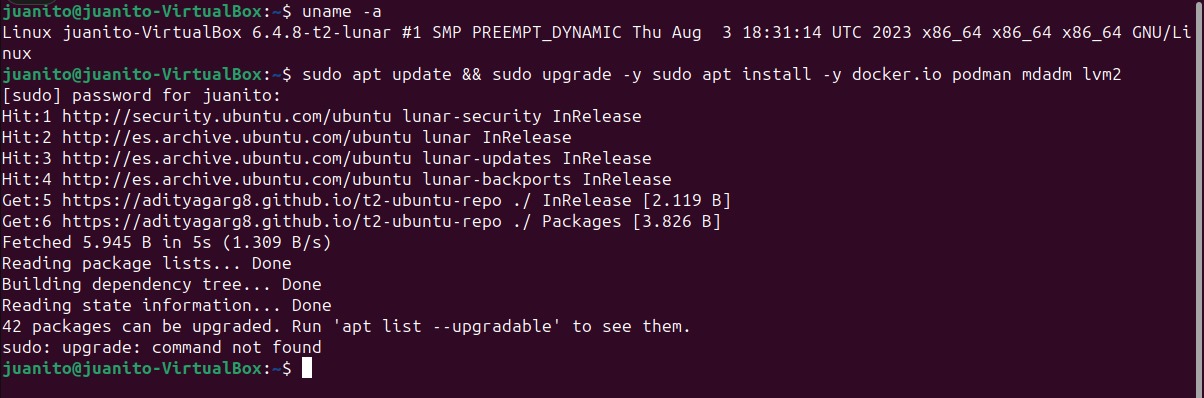 juanito@juanito-VirtualBox:~$ uname -a
Linux juanito-VirtualBox 6.4.8-t2-lunar #1 SMP PREEMPT_DYNAMIC Thu Aug  3 18:31:14 UTC 2023 x86_64 x86_64 x86_64 GNU/Li
nux
juanito@juanito-VirtualBox:~$ sudo apt update && sudo upgrade -y sudo apt install -y docker.io podman mdadm lvm2
[sudo] password for juanito:
Hit:1 http://security.ubuntu.com/ubuntu lunar-security InRelease
Hit:2 http://es.archive.ubuntu.com/ubuntu lunar InRelease
Hit:3 http://es.archive.ubuntu.com/ubuntu lunar-updates InRelease
Hit:4 http://es.archive.ubuntu.com/ubuntu lunar-backports InRelease
Get:5 https://adityagarg8.github.io/t2-ubuntu-repo ./ InRelease [2.119 B]
Get:6 https://adityagarg8.github.io/t2-ubuntu-repo ./ Packages [3.826 B]
Fetched 5.945 B in 5s (1.309 B/s)
Reading package lists... Done
Building dependency tree... Done
Reading state information... Done
42 packages can be upgraded. Run 'apt list --upgradable' to see them.
sudo: upgrade: command not found
juanito@juanito-VirtualBox:~$